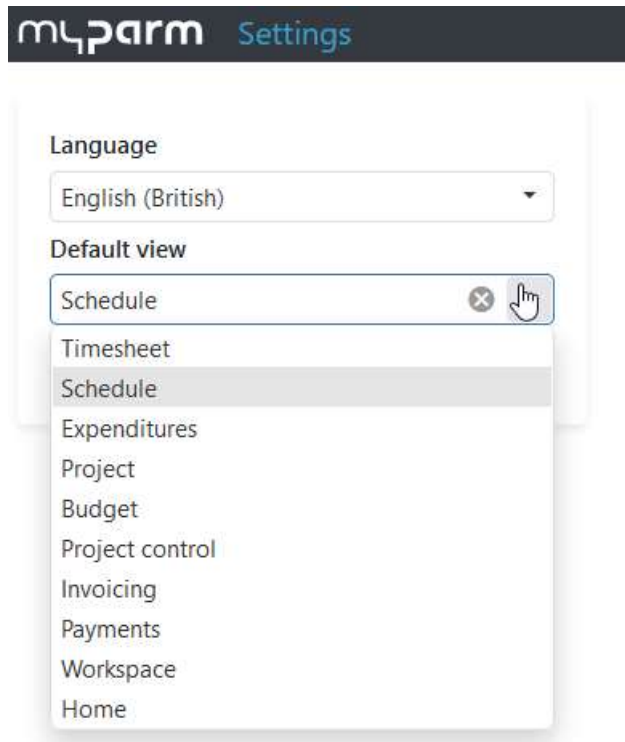 myparm Settings
Language
English (British)
Default view
Schedule
Timesheet
Schedule
Expenditures
Project
Budget
Project control
Invoicing
Payments
Workspace
Home